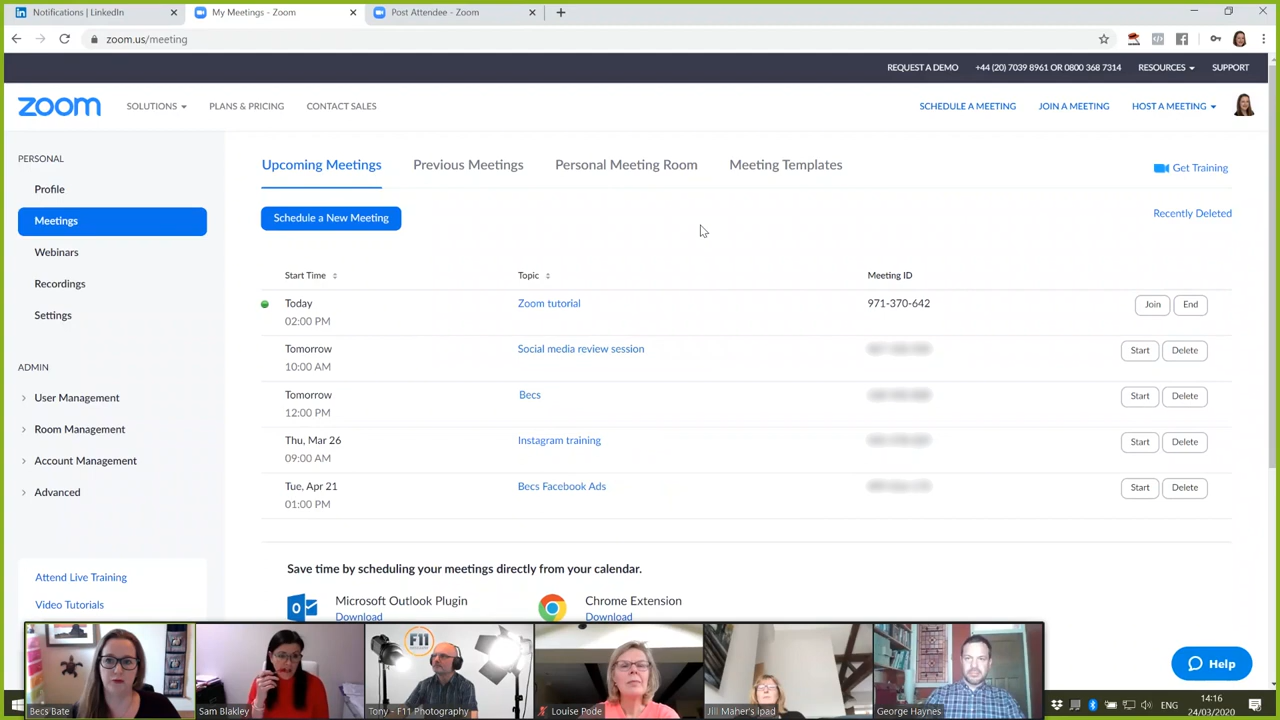 Notifications | LinkedIn
My Meetings - Zoom
Post Attendee - Zoom
zoom.us/meeting
REQUEST A DEMO +44 (20) 7039 8961 OR 0800 368 7314 RESOURCES SUPPORT
zoom SOLUTIONS PLANS & PRICING CONTACT SALES SCHEDULE A MEETING JOIN A MEETING HOST A MEETING
PERSONAL
Profile
Meetings
Webinars
Recordings
Settings
ADMIN
User Management
Room Management
Account Management
Advanced
Attend Live Training
Video Tutorials
Upcoming Meetings Previous Meetings Personal Meeting Room Meeting Templates
Get Training
Schedule a New Meeting
Recently Deleted
Start Time Topic Meeting ID
Today Zoom tutorial 971-370-642 Join End
02:00 PM
Tomorrow Social media review session Start Delete
10:00 AM
Tomorrow Becs Start Delete
12:00 PM
Thu, Mar 26 Instagram training Start Delete
09:00 AM
Tue, Apr 21 Becs Facebook Ads Start Delete
01:00 PM
Save time by scheduling your meetings directly from your calendar.
Microsoft Outlook Plugin Chrome Extension
Download Download
Help
F11
Becs Bate
Sam Blakley
Tony - F11 Photography
Louise Pode
Jill Maher's ipad
George Haynes
ENG
14:16
24/03/2020